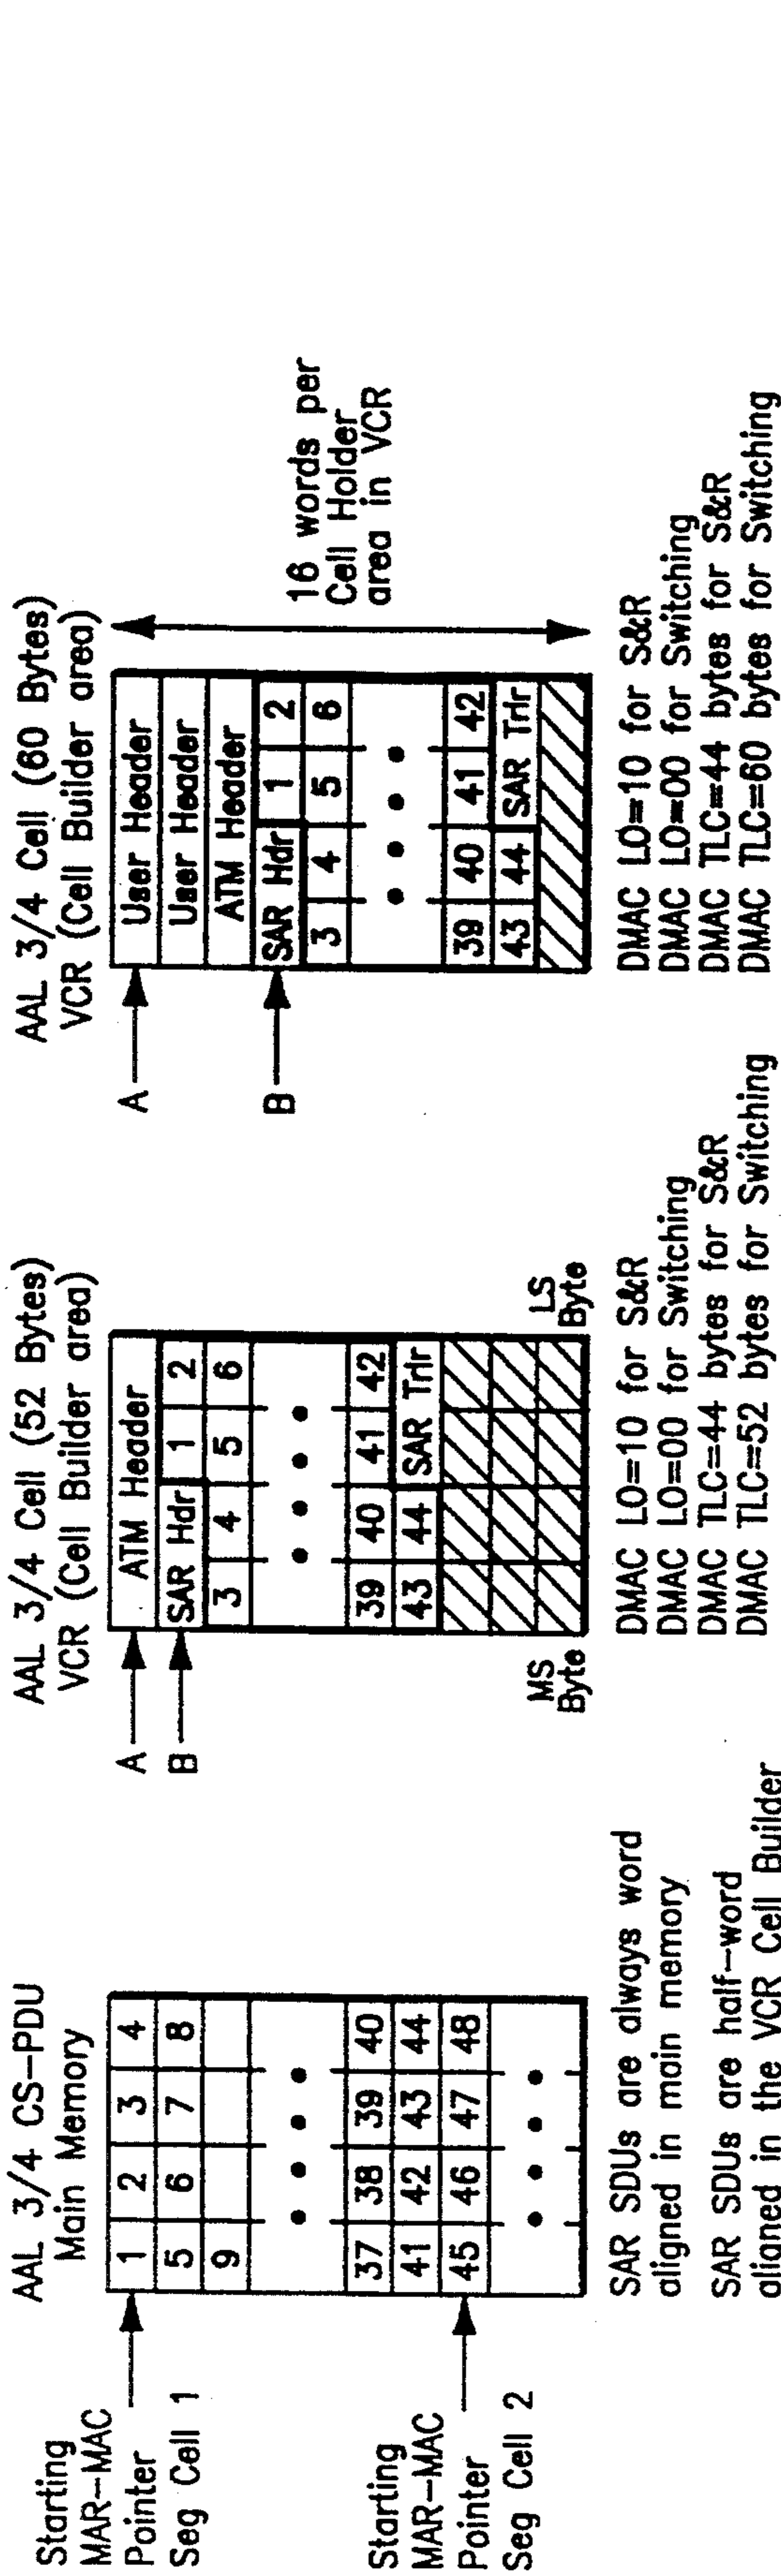 Starting
MAR-MAC
Pointer
Seg Cell 1
Starting
MAR-MAC
Pointer
Seg Cell 2
AAL 3/4 CS-PDU
Main Memory
1 2 3 4
5 6 7 8
9
37 38 39 40
41 42 43 44
45 46 47 48
SAR SDUs are always word
aligned in main memory
SAR SDUs are half-word
aligned in the VCR Cell Builder
AAL 3/4 Cell (52 Bytes)
VCR (Cell Builder area)
A
B
ATM Header
SAR Hdr 1 2
3 4 5 6
39 40 41 42
43 44 SAR Trlr
MS
Byte
LS
Byte
DMAC LO=10 for S&R
DMAC LO=00 for Switching
DMAC TLC=44 bytes for S&R
DMAC TLC=52 bytes for Switching
AAL 3/4 Cell (60 Bytes)
VCR (Cell Builder area)
A
B
User Header
User Header
ATM Header
SAR Hdr 1 2
3 4 5 6
39 40 41 42
43 44 SAR Trlr
16 words per
Cell Holder
area in VCR
DMAC LO=10 for S&R
DMAC LO=00 for Switching
DMAC TLC=44 bytes for S&R
DMAC TLC=60 bytes for Switching